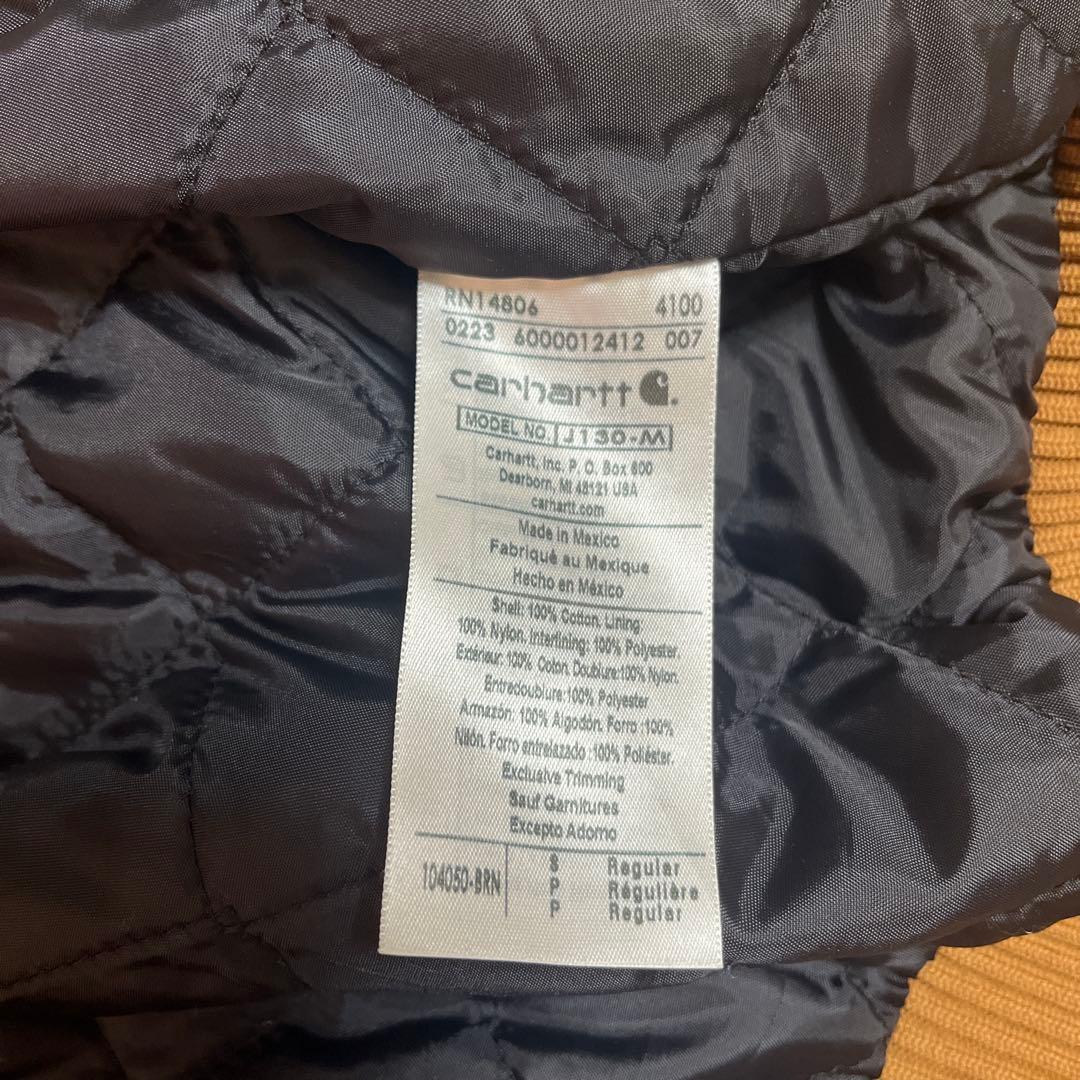 RN14806 4100
0223 6000012412 007
carhartt
MODEL NO. J130-M
Carhartt, Inc. P. O. Box 600
Dearborn, MI 48121 USA
carhartt.com
Made in Mexico
Fabriqué au Mexique
Hecho en México
Shell: 100% Cotton. Lining
100% Nylon. Interlining: 100% Polyester.
Exterieur: 100% Coton. Doublure:100% Nylon.
Entredoublure:100% Polyester
Armazón: 100% Algodón. Forro :100%
Nilón. Forro entrelazado :100% Poliéster.
Exclusive Trimming
Sauf Garnitures
Excepto Adorno
104050-BRN S Regular
P Régulière
P Regular